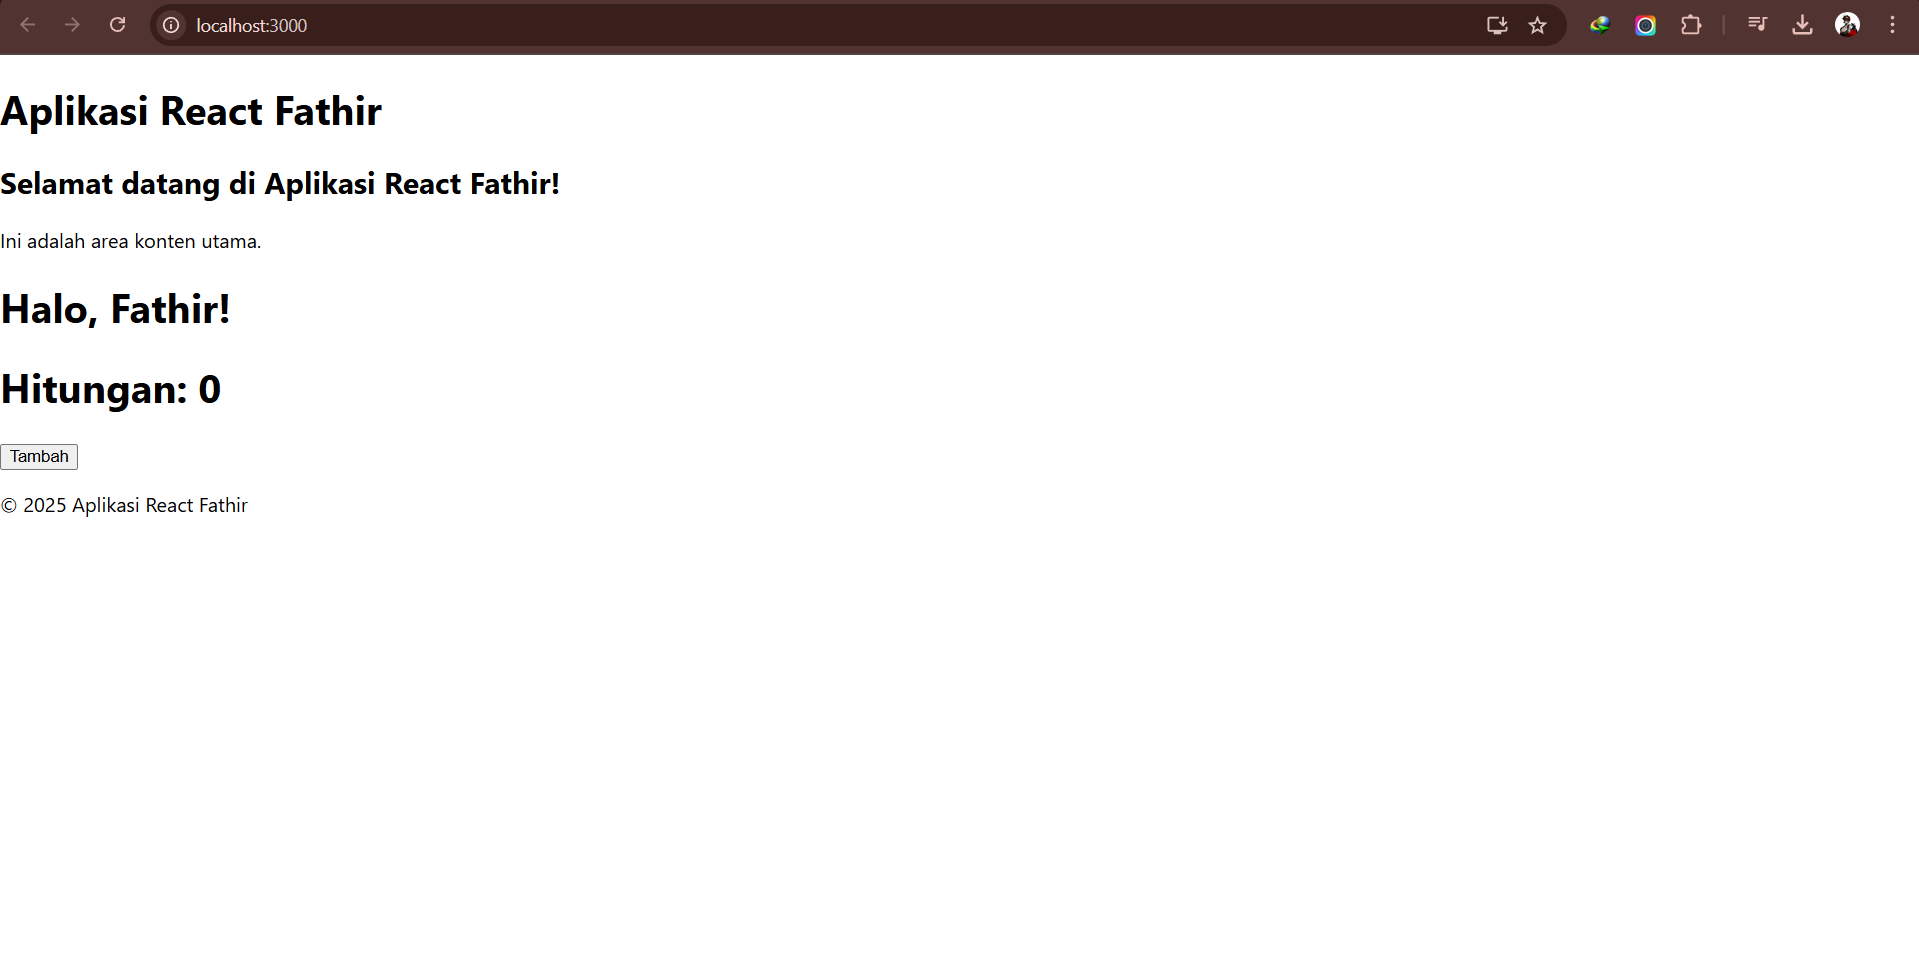 localhost:3000
Aplikasi React Fathir
Selamat datang di Aplikasi React Fathir!
Ini adalah area konten utama.
Halo, Fathir!
Hitungan: 0
Tambah
© 2025 Aplikasi React Fathir